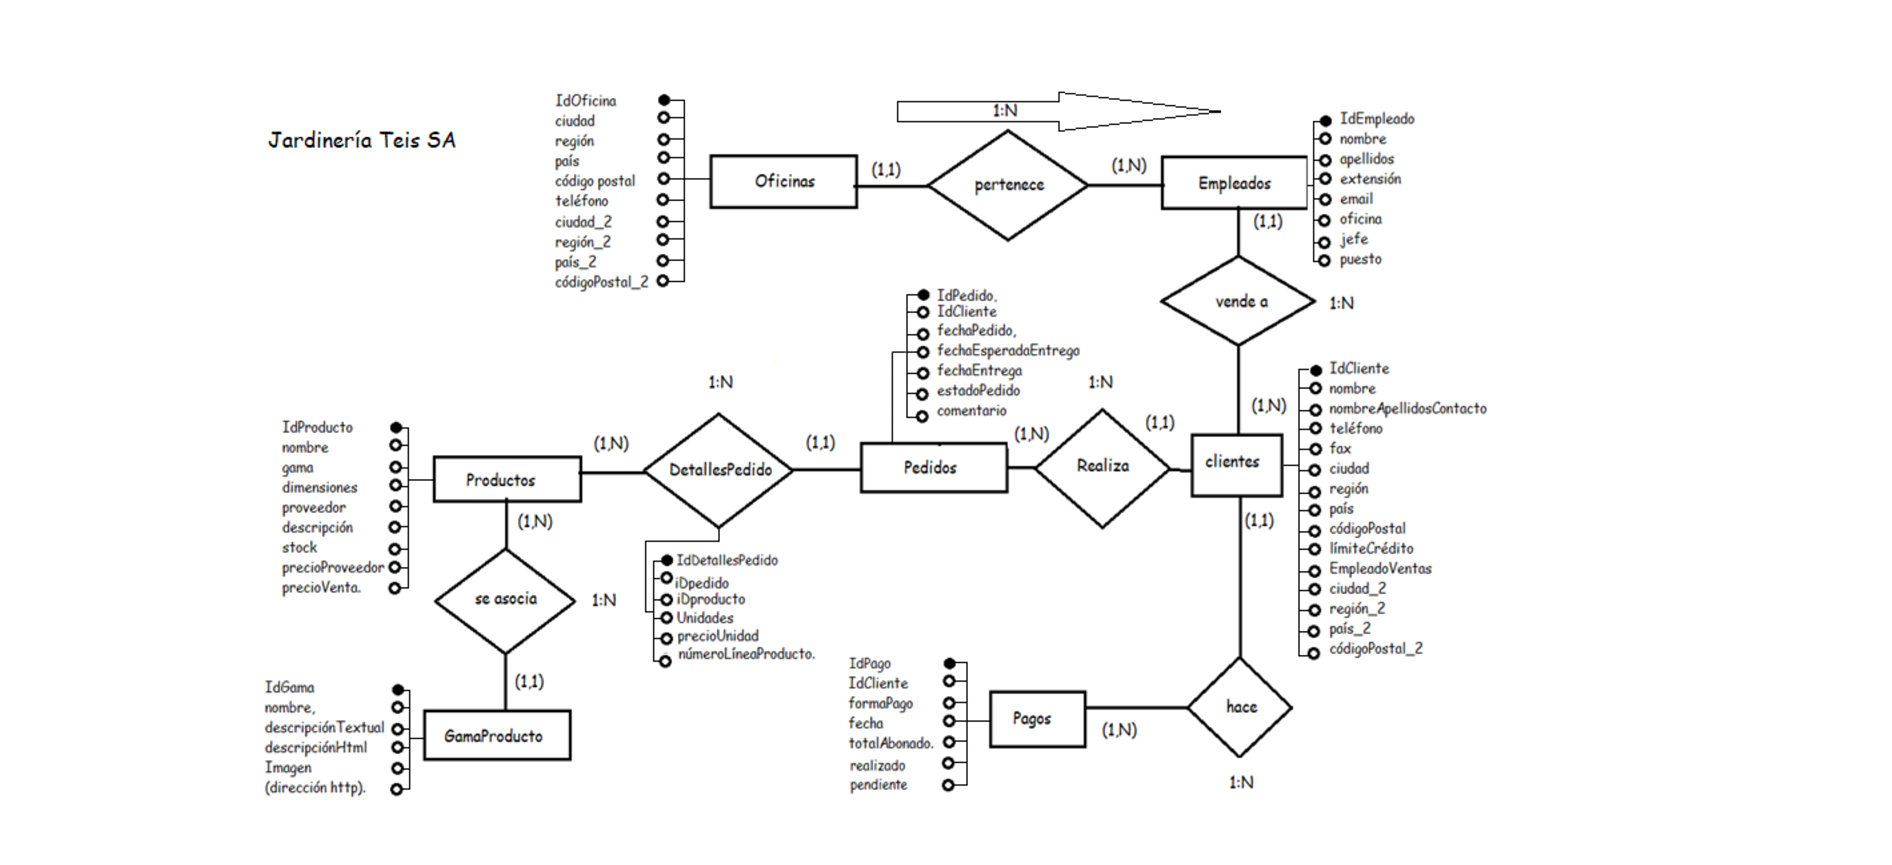 Jardinería Teis SA
IdOficina
ciudad
región
país
código postal
teléfono
ciudad_2
región_2
país_2
códigoPostal_2
Oficinas
(1,1)
1:N
pertenece
(1,N)
Empleados
IdEmpleado
nombre
apellidos
extensión
email
oficina
jefe
puesto
(1,1)
vende a
1:N
(1,N)
IdPedido,
IdCliente
fechaPedido,
fechaEsperadaEntrega
fechaEntrega
estadoPedido
comentario
IdCliente
nombre
nombreApellidosContacto
teléfono
fax
ciudad
región
país
códigoPostal
límiteCrédito
EmpleadoVentas
ciudad_2
región_2
país_2
códigoPostal_2
IdProducto
nombre
gama
dimensiones
proveedor
descripción
stock
precioProveedor
precioVenta.
Productos
(1,N)
1:N
DetallesPedido
(1,1)
Pedidos
(1,N)
1:N
Realiza
(1,1)
clientes
(1,N)
se asocia
1:N
(1,1)
IdDetallesPedido
iDpedido
iDproducto
Unidades
precioUnidad
númeroLíneaProducto.
(1,1)
IdGama
nombre,
descripciónTextual
descripciónHtml
Imagen
(dirección http).
GamaProducto
IdPago
IdCliente
formaPago
fecha
totalAbonado.
realizado
pendiente
Pagos
(1,N)
hace
1:N